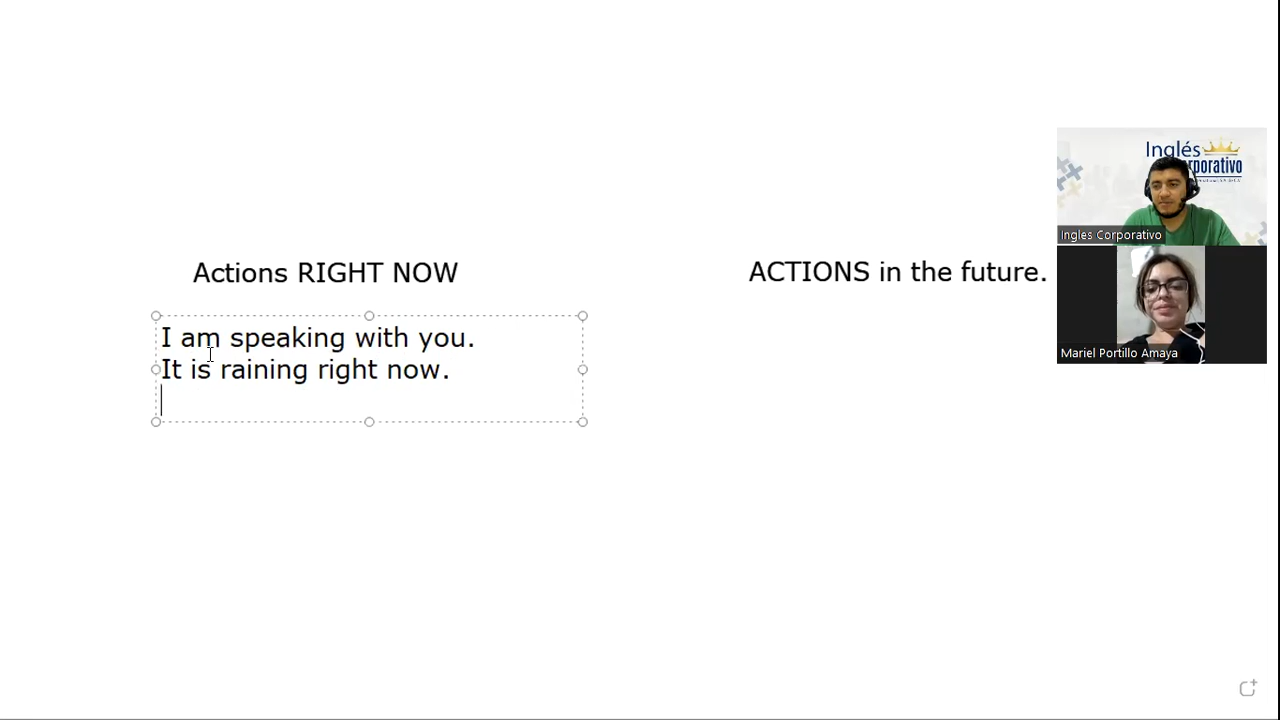 Actions RIGHT NOW
I am speaking with you.
It is raining right now.
ACTIONS in the future.
Inglés
Corporativo
Ingles Corporativo
Mariel Portillo Amaya